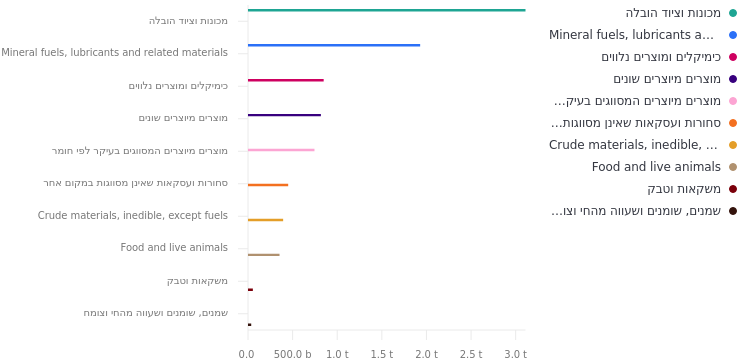 מכונות וציוד הובלה
Mineral fuels, lubricants and related materials
כימיקלים ומוצרים נלווים
מוצרים מיוצרים שונים
מוצרים מיוצרים המסווגים בעיקר לפי חומר
סחורות ועסקאות שאינן מסווגות במקום אחר
Crude materials, inedible, except fuels
Food and live animals
משקאות וטבק
שמנים, שומנים ושעווה מהחי וצומח
0.0 500.0 b 1.0 t 1.5 t 2.0 t 2.5 t 3.0 t
מכונות וציוד הובלה
Mineral fuels, lubricants a...
כימיקלים ומוצרים נלווים
מוצרים מיוצרים שונים
מוצרים מיוצרים המסווגים בעיק...
סחורות ועסקאות שאינן מסווגות...
Crude materials, inedible, ...
Food and live animals
משקאות וטבק
שמנים, שומנים ושעווה מהחי וצו...